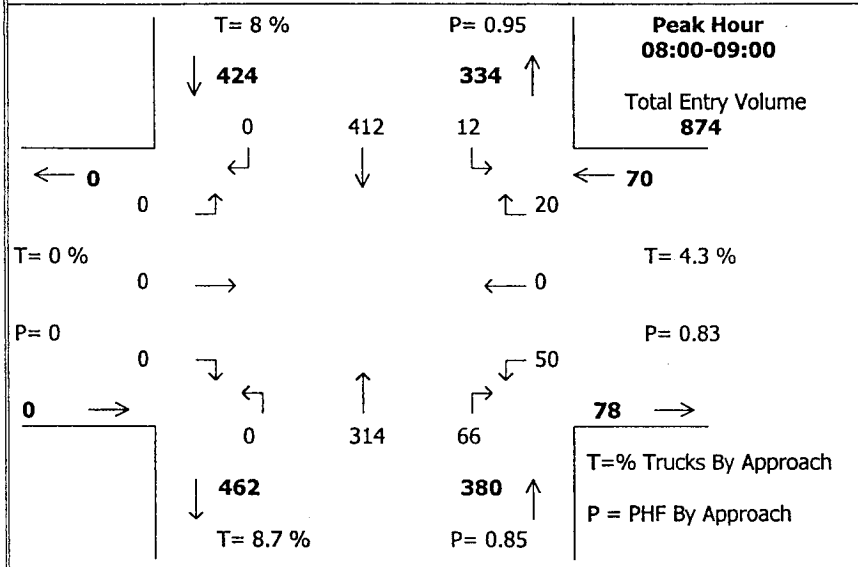 T= 8 % P= 0.95 Peak Hour
08:00-09:00
424 334
Total Entry Volume
0 412 12 874
0 70
0 20
T= 0 % T= 4.3 %
0 0
P= 0 P= 0.83
0 50
0 78
0 314 66
T=% Trucks By Approach
462 380
P = PHF By Approach
T= 8.7 % P= 0.85